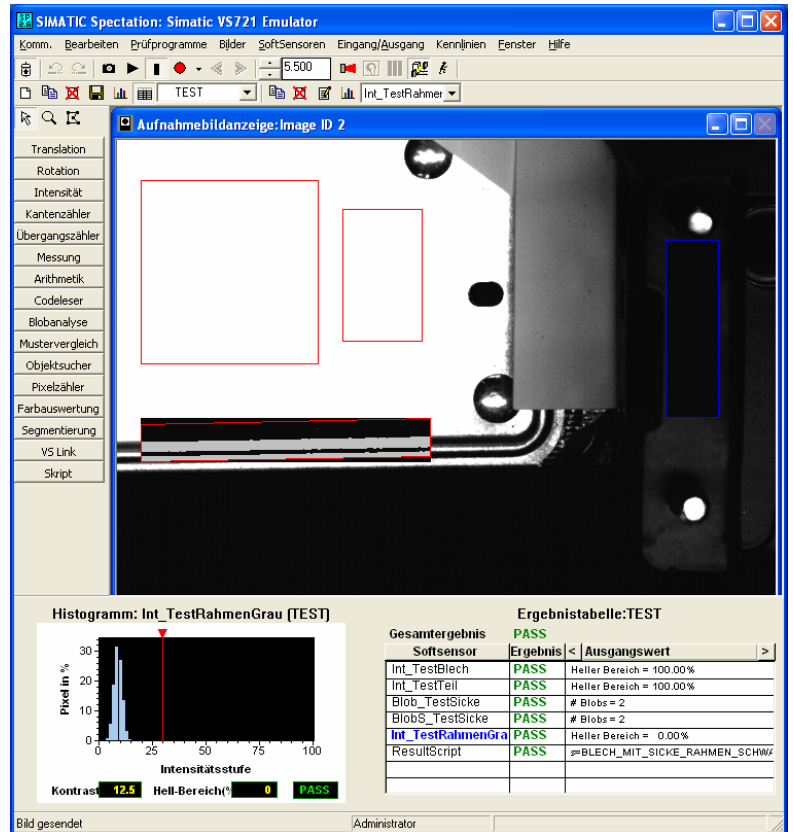 SIMATIC Spectation: Simatic VS721 Emulator
Komm. Bearbeiten Prüfprogramme Bilder SoftSensoren Eingang/Ausgang Kennlinien Fenster Hilfe
5.500
TEST Int_TestRahmer
Aufnahmebildanzeige:Image ID 2
Translation
Rotation
Intensität
Kantenzähler
Übergangszähler
Messung
Arithmetik
Codeleser
Blobanalyse
Mustervergleich
Objektsucher
Pixelzähler
Farbauswertung
Segmentierung
VS Link
Skript
Histogramm: Int_TestRahmenGrau (TEST)
Pixel in %
30
20
10
0
0 25 50 75 100
Intensitätsstufe
Kontrast 12.5 Hell-Bereich(% 0 PASS
Ergebnistabelle:TEST
Gesamtergebnis PASS
Softsensor Ergebnis < Ausgangswert >
Int_TestBlech PASS Heller Bereich = 100.00%
Int_TestTeil PASS Heller Bereich = 100.00%
Blob_TestSicke PASS # Blobs = 2
BlobS_TestSicke PASS # Blobs = 2
Int_TestRahmenGra PASS Heller Bereich = 0.00%
ResultScript PASS s=BLECH_MIT_SICKE_RAHMEN_SCHWA
Bild gesendet Administrator